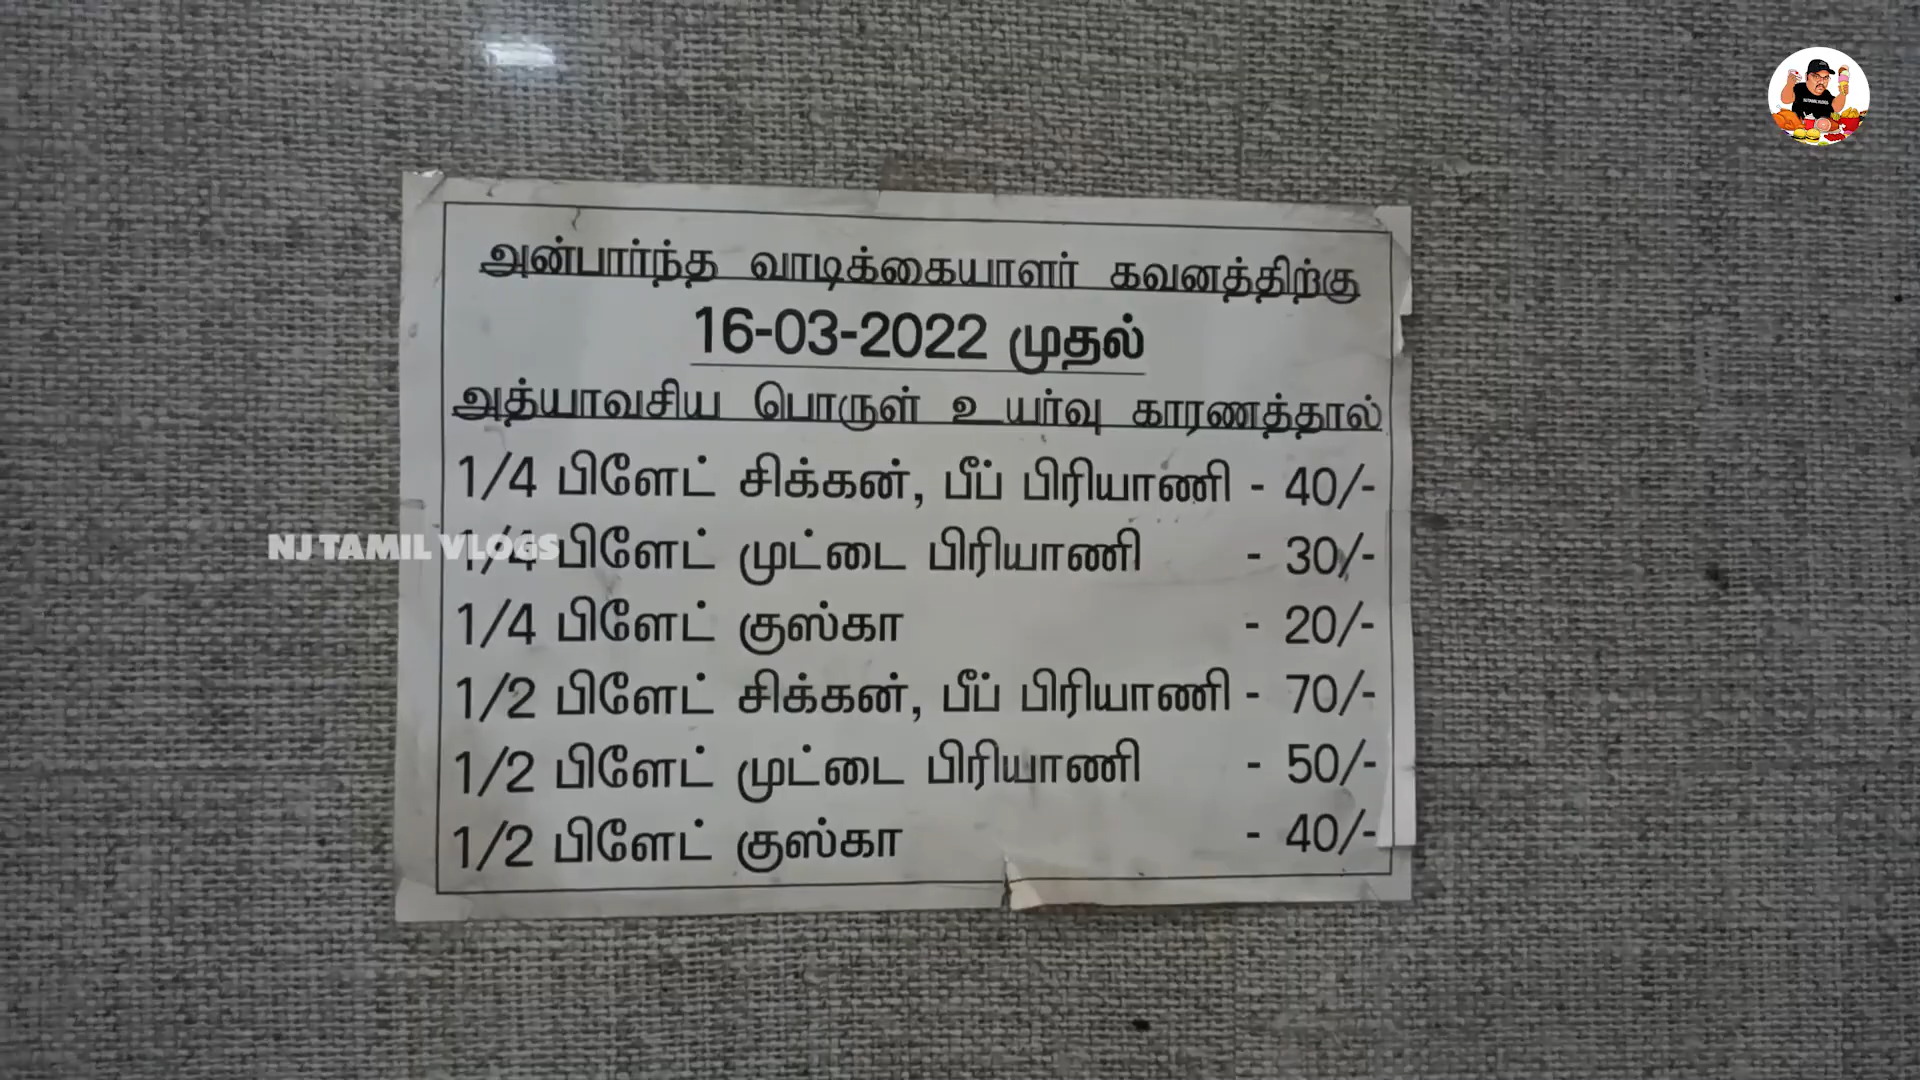 அன்பார்ந்த வாடிக்கையாளர் கவனத்திற்கு
16-03-2022 முதல்
அத்யாவசிய பொருள் உயர்வு காரணத்தால்
1/4 பிளேட் சிக்கன், பீப் பிரியாணி - 40/-
1/4 பிளேட் முட்டை பிரியாணி - 30/-
NJ TAMIL VLOGS
1/4 பிளேட் குஸ்கா - 20/-
1/2 பிளேட் சிக்கன், பீப் பிரியாணி - 70/-
1/2 பிளேட் முட்டை பிரியாணி - 50/-
1/2 பிளேட் குஸ்கா - 40/-